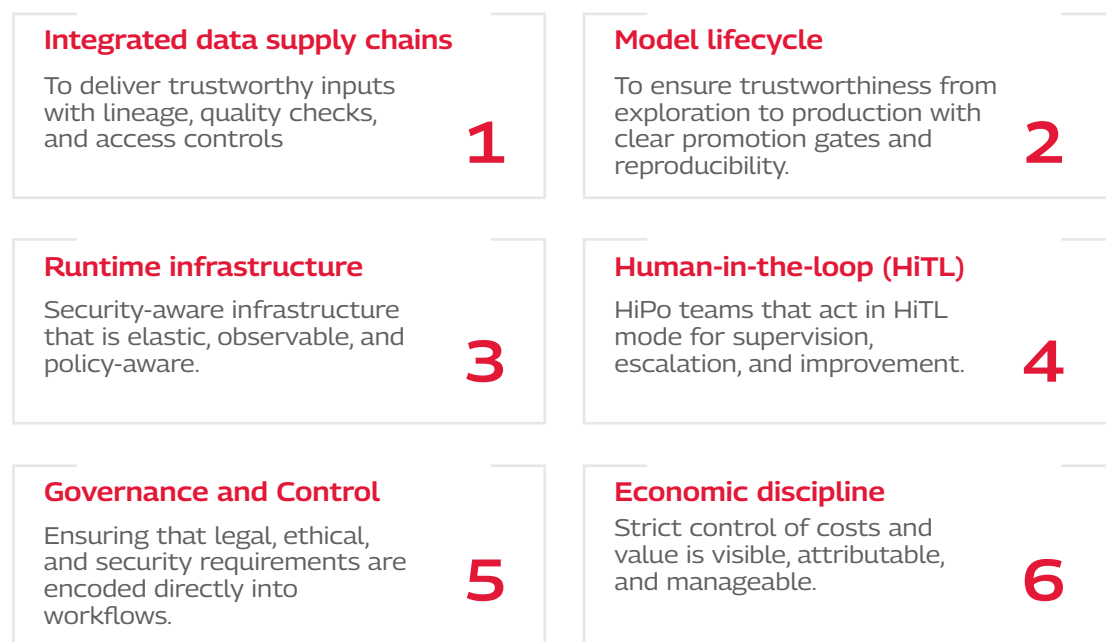 Integrated data supply chains
To deliver trustworthy inputs
with lineage, quality checks,
and access controls
1
Model lifecycle
To ensure trustworthiness from
exploration to production with
clear promotion gates and
reproducibility.
2
Runtime infrastructure
Security-aware infrastructure
that is elastic, observable, and
policy-aware.
3
Human-in-the-loop (HiTL)
HiPo teams that act in HiTL
mode for supervision,
escalation, and improvement.
4
Governance and Control
Ensuring that legal, ethical,
and security requirements are
encoded directly into
workflows.
5
Economic discipline
Strict control of costs and
value is visible, attributable,
and manageable.
6